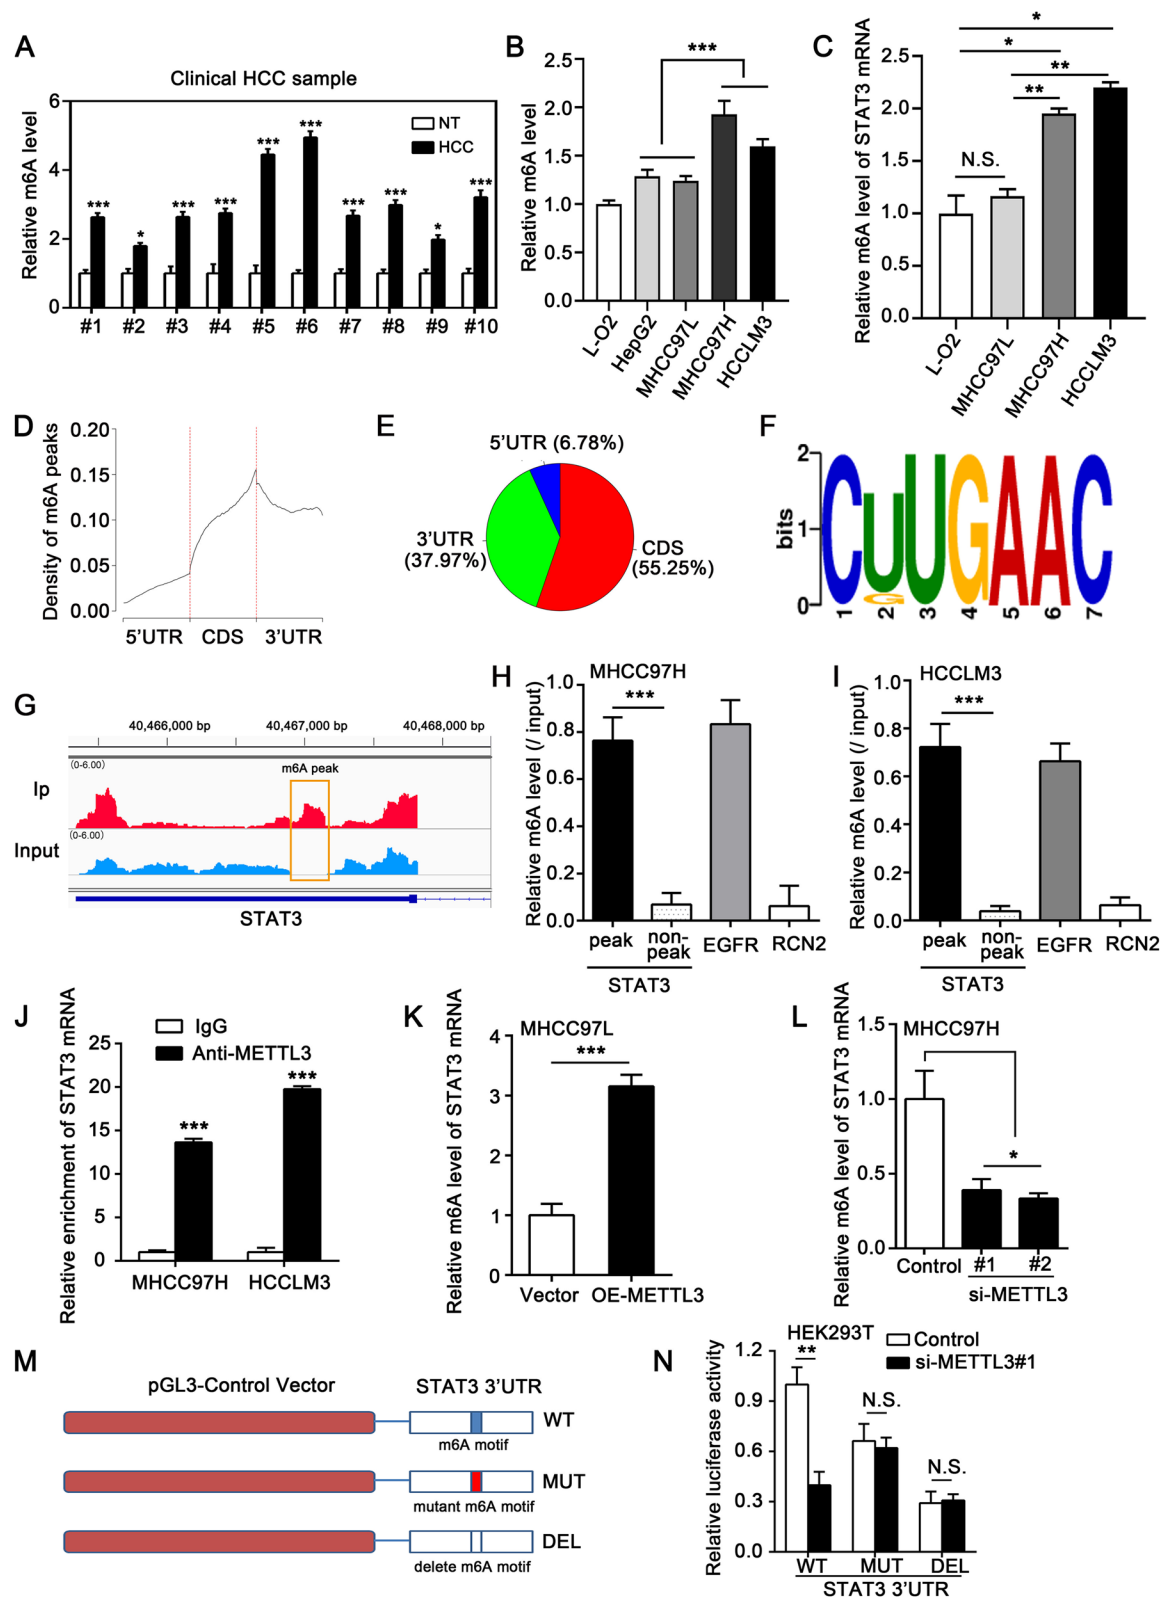 A
Clinical HCC sample
Relative m6A level
6
4
2
0
NT
HCC
***
*
***
***
***
***
***
***
*
***
#1 #2 #3 #4 #5 #6 #7 #8 #9 #10
B
Relative m6A level
2.5
2.0
1.5
1.0
0.5
0.0
***
L-O2
HepG2
MHCC97L
MHCC97H
HCCLM3
C
Relative m6A level of STAT3 mRNA
2.5
2.0
1.5
1.0
0.5
0.0
*
*
**
**
N.S.
L-O2
MHCC97L
MHCC97H
HCCLM3
D
Density of m6A peaks
0.20
0.15
0.10
0.05
0.00
5'UTR CDS 3'UTR
E
5'UTR (6.78%)
3'UTR
(37.97%)
CDS
(55.25%)
F
bits
2
1
0
CUUGAAC
G
1 2 3 4 5 6 7
G
40,466,000 bp 40,467,000 bp 40,468,000 bp
(0-6.00)
m6A peak
Ip
(0-6.00)
Input
STAT3
H
MHCC97H
Relative m6A level (/ input)
1.0
0.8
0.6
0.4
0.2
0.0
***
peak non-peak EGFR RCN2
STAT3
I
HCCLM3
Relative m6A level (/ input)
1.0
0.8
0.6
0.4
0.2
0.0
***
peak non-peak EGFR RCN2
STAT3
J
IgG
Anti-METTL3
Relative enrichment of STAT3 mRNA
25
20
15
10
5
0
***
***
MHCC97H HCCLM3
K
MHCC97L
Relative m6A level of STAT3 mRNA
4
3
2
1
0
***
Vector OE-METTL3
L
MHCC97H
Relative m6A level of STAT3 mRNA
1.5
1.0
0.5
0.0
*
Control #1 #2
si-METTL3
M
pGL3-Control Vector STAT3 3'UTR
WT
m6A motif
MUT
mutant m6A motif
DEL
delete m6A motif
N
HEK293T
Control
si-METTL3#1
Relative luciferase activity
1.2
0.9
0.6
0.3
0.0
**
N.S.
N.S.
WT MUT DEL
STAT3 3'UTR